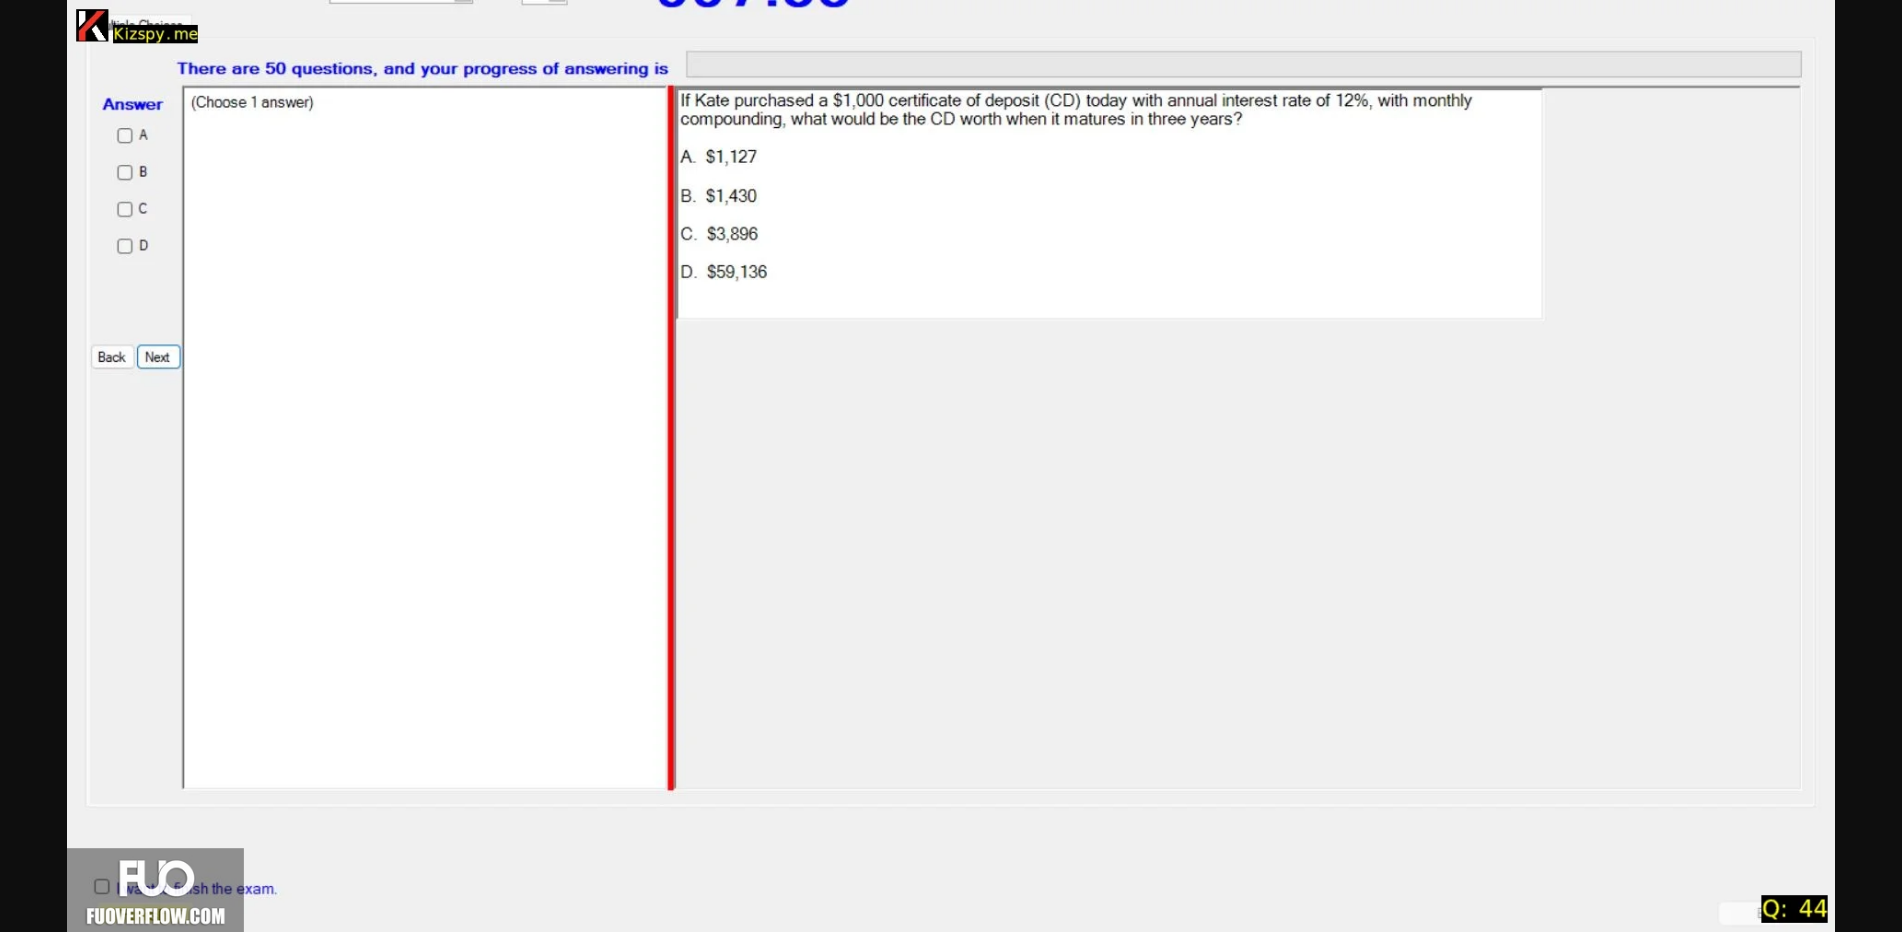 Kizspy.me
There are 50 questions, and your progress of answering is
Answer
(Choose 1 answer)
A
B
C
D
Back
Next
If Kate purchased a $1,000 certificate of deposit (CD) today with annual interest rate of 12%, with monthly
compounding, what would be the CD worth when it matures in three years?
A. $1,127
B. $1,430
C. $3,896
D. $59,136
FUO
I want finish the exam.
FUOVERFLOW.COM
Q: 44